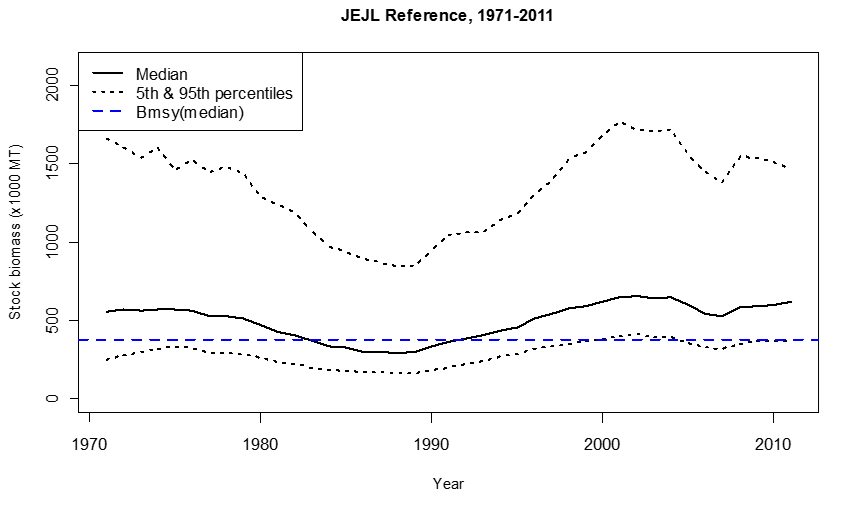 JEJL Reference, 1971-2011
Median
5th & 95th percentiles
Bmsy(median)
Stock biomass (x1000 MT)
2000
1500
1000
500
0
1970 1980 1990 2000 2010
Year